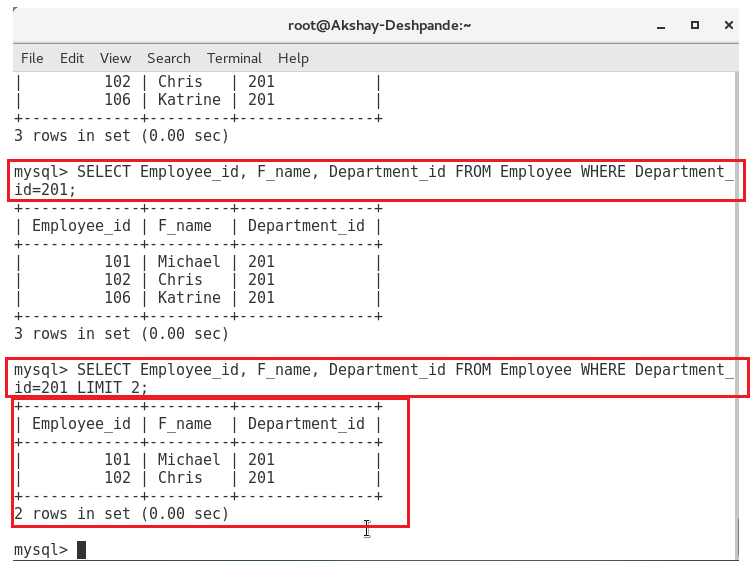 root@Akshay-Deshpande:~
File Edit View Search Terminal Help
|         102 | Chris   | 201           |
|         106 | Katrine | 201           |
+-------------+---------+---------------+
3 rows in set (0.00 sec)
mysql> SELECT Employee_id, F_name, Department_id FROM Employee WHERE Department_
id=201;
+-------------+---------+---------------+
| Employee_id | F_name  | Department_id |
+-------------+---------+---------------+
|         101 | Michael | 201           |
|         102 | Chris   | 201           |
|         106 | Katrine | 201           |
+-------------+---------+---------------+
3 rows in set (0.00 sec)
mysql> SELECT Employee_id, F_name, Department_id FROM Employee WHERE Department_
id=201 LIMIT 2;
+-------------+---------+---------------+
| Employee_id | F_name  | Department_id |
+-------------+---------+---------------+
|         101 | Michael | 201           |
|         102 | Chris   | 201           |
+-------------+---------+---------------+
2 rows in set (0.00 sec)
mysql>